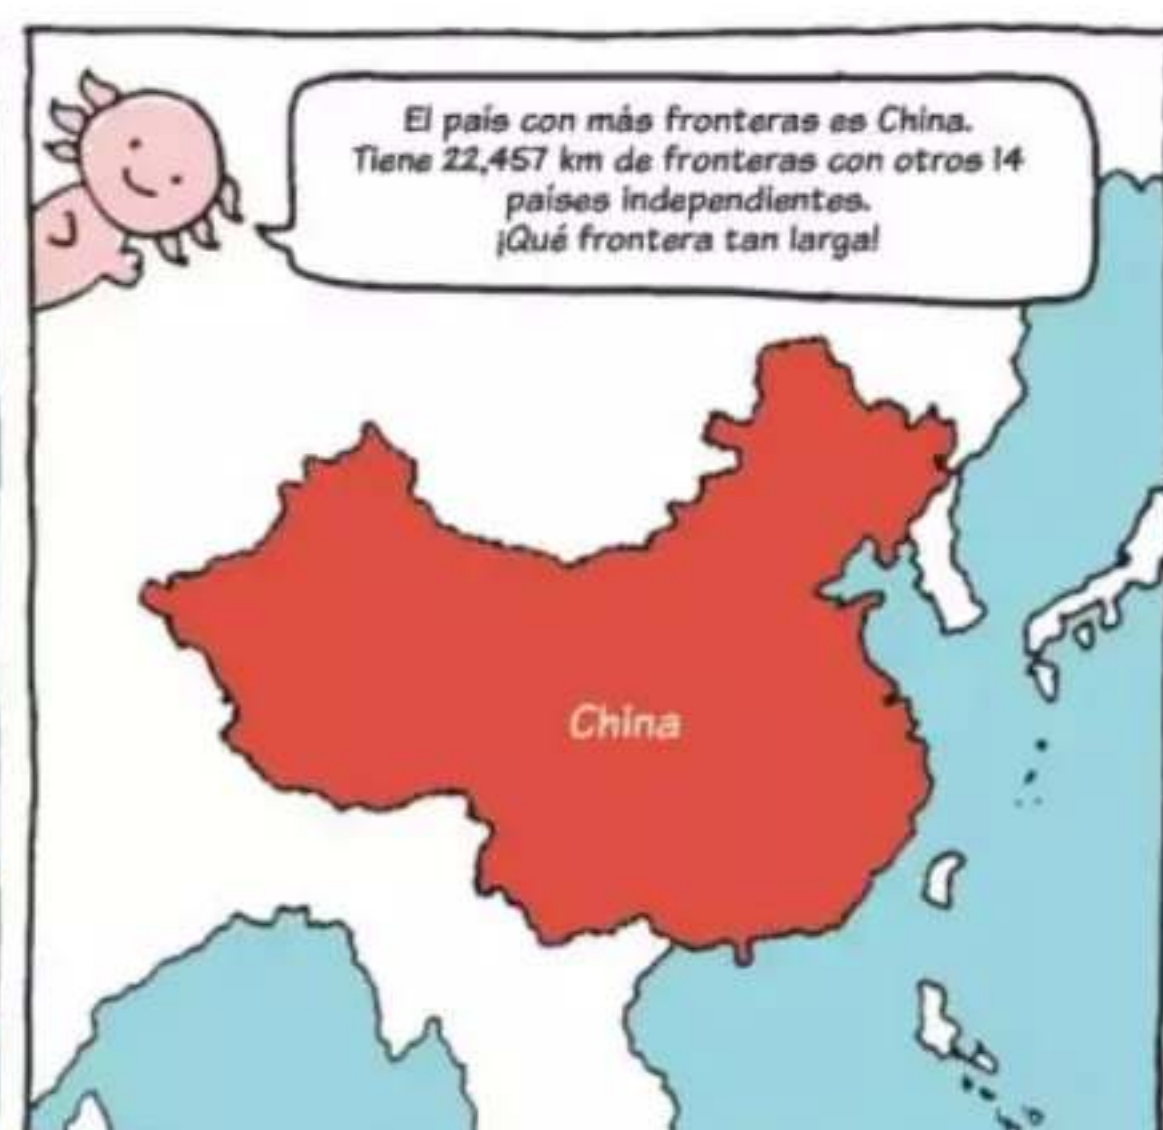 El país con más fronteras es China.
Tiene 22,457 km de fronteras con otros 14
países independientes.
¡Qué frontera tan larga!
China